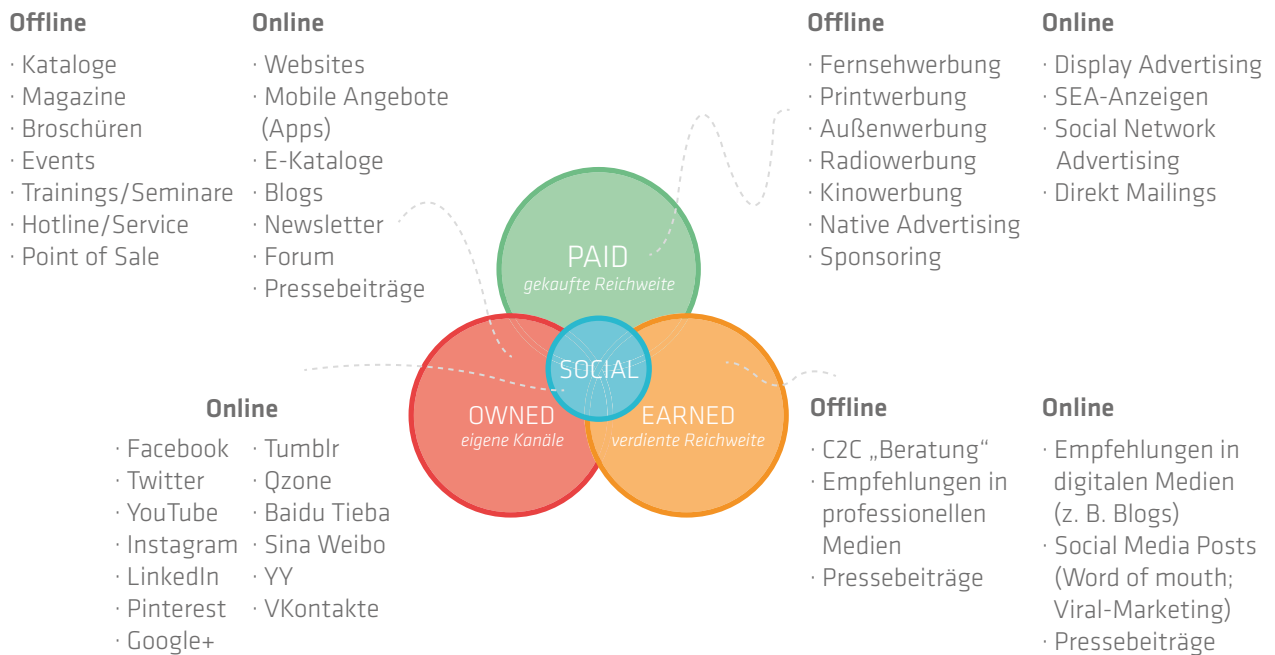 Offline
· Kataloge
· Magazine
· Broschüren
· Events
· Trainings/Seminare
· Hotline/Service
· Point of Sale
Online
· Websites
· Mobile Angebote
(Apps)
· E-Kataloge
· Blogs
· Newsletter
· Forum
· Pressebeiträge
Offline
· Fernsehwerbung
· Printwerbung
· Außenwerbung
· Radiowerbung
· Kinowerbung
· Native Advertising
· Sponsoring
Online
· Display Advertising
· SEA-Anzeigen
· Social Network
Advertising
· Direkt Mailings
PAID
gekaufte Reichweite
SOCIAL
OWNED
eigene Kanäle
EARNED
verdiente Reichweite
Online
· Facebook
· Twitter
· YouTube
· Instagram
· LinkedIn
· Pinterest
· Google+
· Tumblr
· Qzone
· Baidu Tieba
· Sina Weibo
· YY
· VKontakte
Offline
· C2C „Beratung“
· Empfehlungen in
professionellen
Medien
· Pressebeiträge
Online
· Empfehlungen in
digitalen Medien
(z. B. Blogs)
· Social Media Posts
(Word of mouth;
Viral-Marketing)
· Pressebeiträge